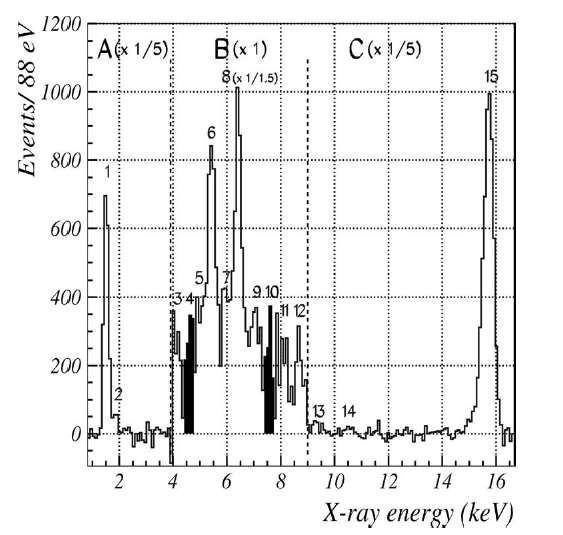 1200
A (x 1/5) B (x 1) C (x 1/5)
8 (x 1/1.5) 15
1000
6
800
1
600
5 7
400
3 4 9 10 11 12
200
2 13 14
0
2 4 6 8 10 12 14 16
Events/ 88 eV
X-ray energy (keV)